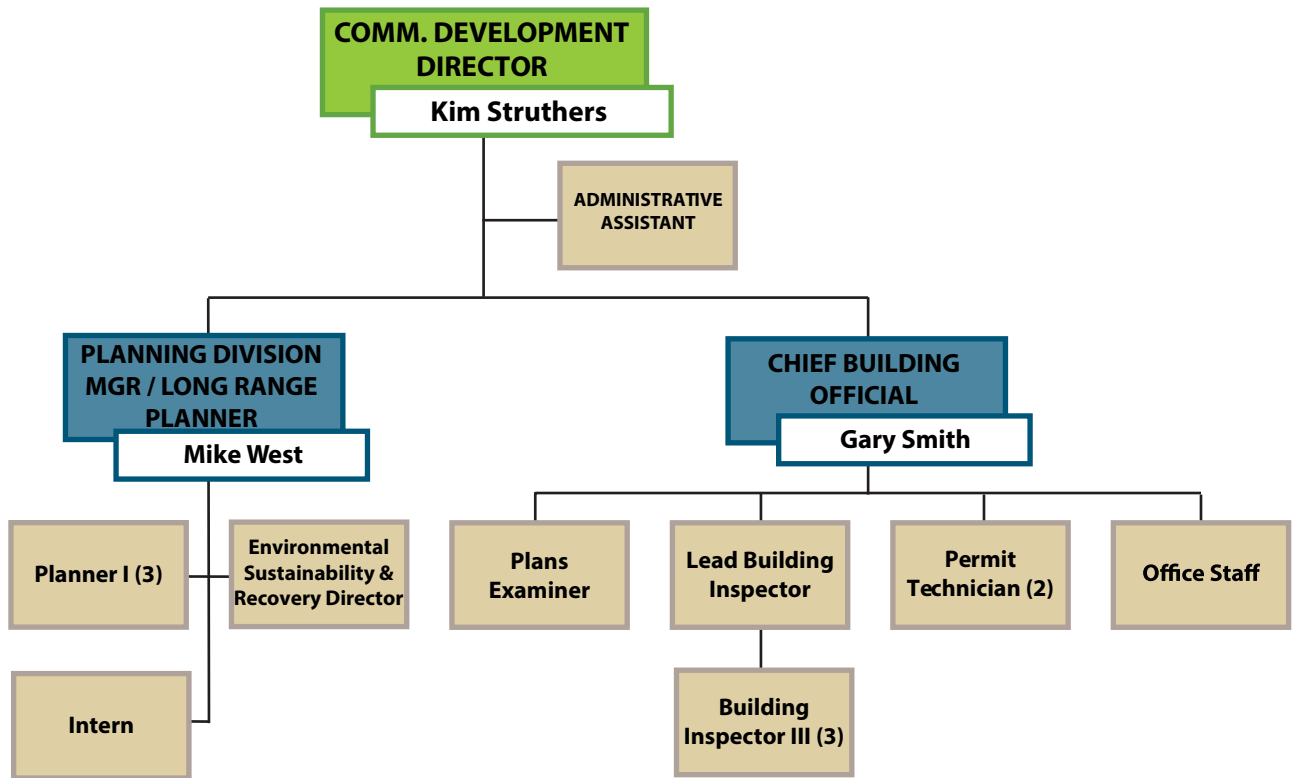 COMM. DEVELOPMENT
DIRECTOR
Kim Struthers
ADMINISTRATIVE
ASSISTANT
PLANNING DIVISION
MGR / LONG RANGE
PLANNER
Mike West
CHIEF BUILDING
OFFICIAL
Gary Smith
Planner I (3)
Environmental
Sustainability &
Recovery Director
Plans
Examiner
Lead Building
Inspector
Permit
Technician (2)
Office Staff
Intern
Building
Inspector III (3)